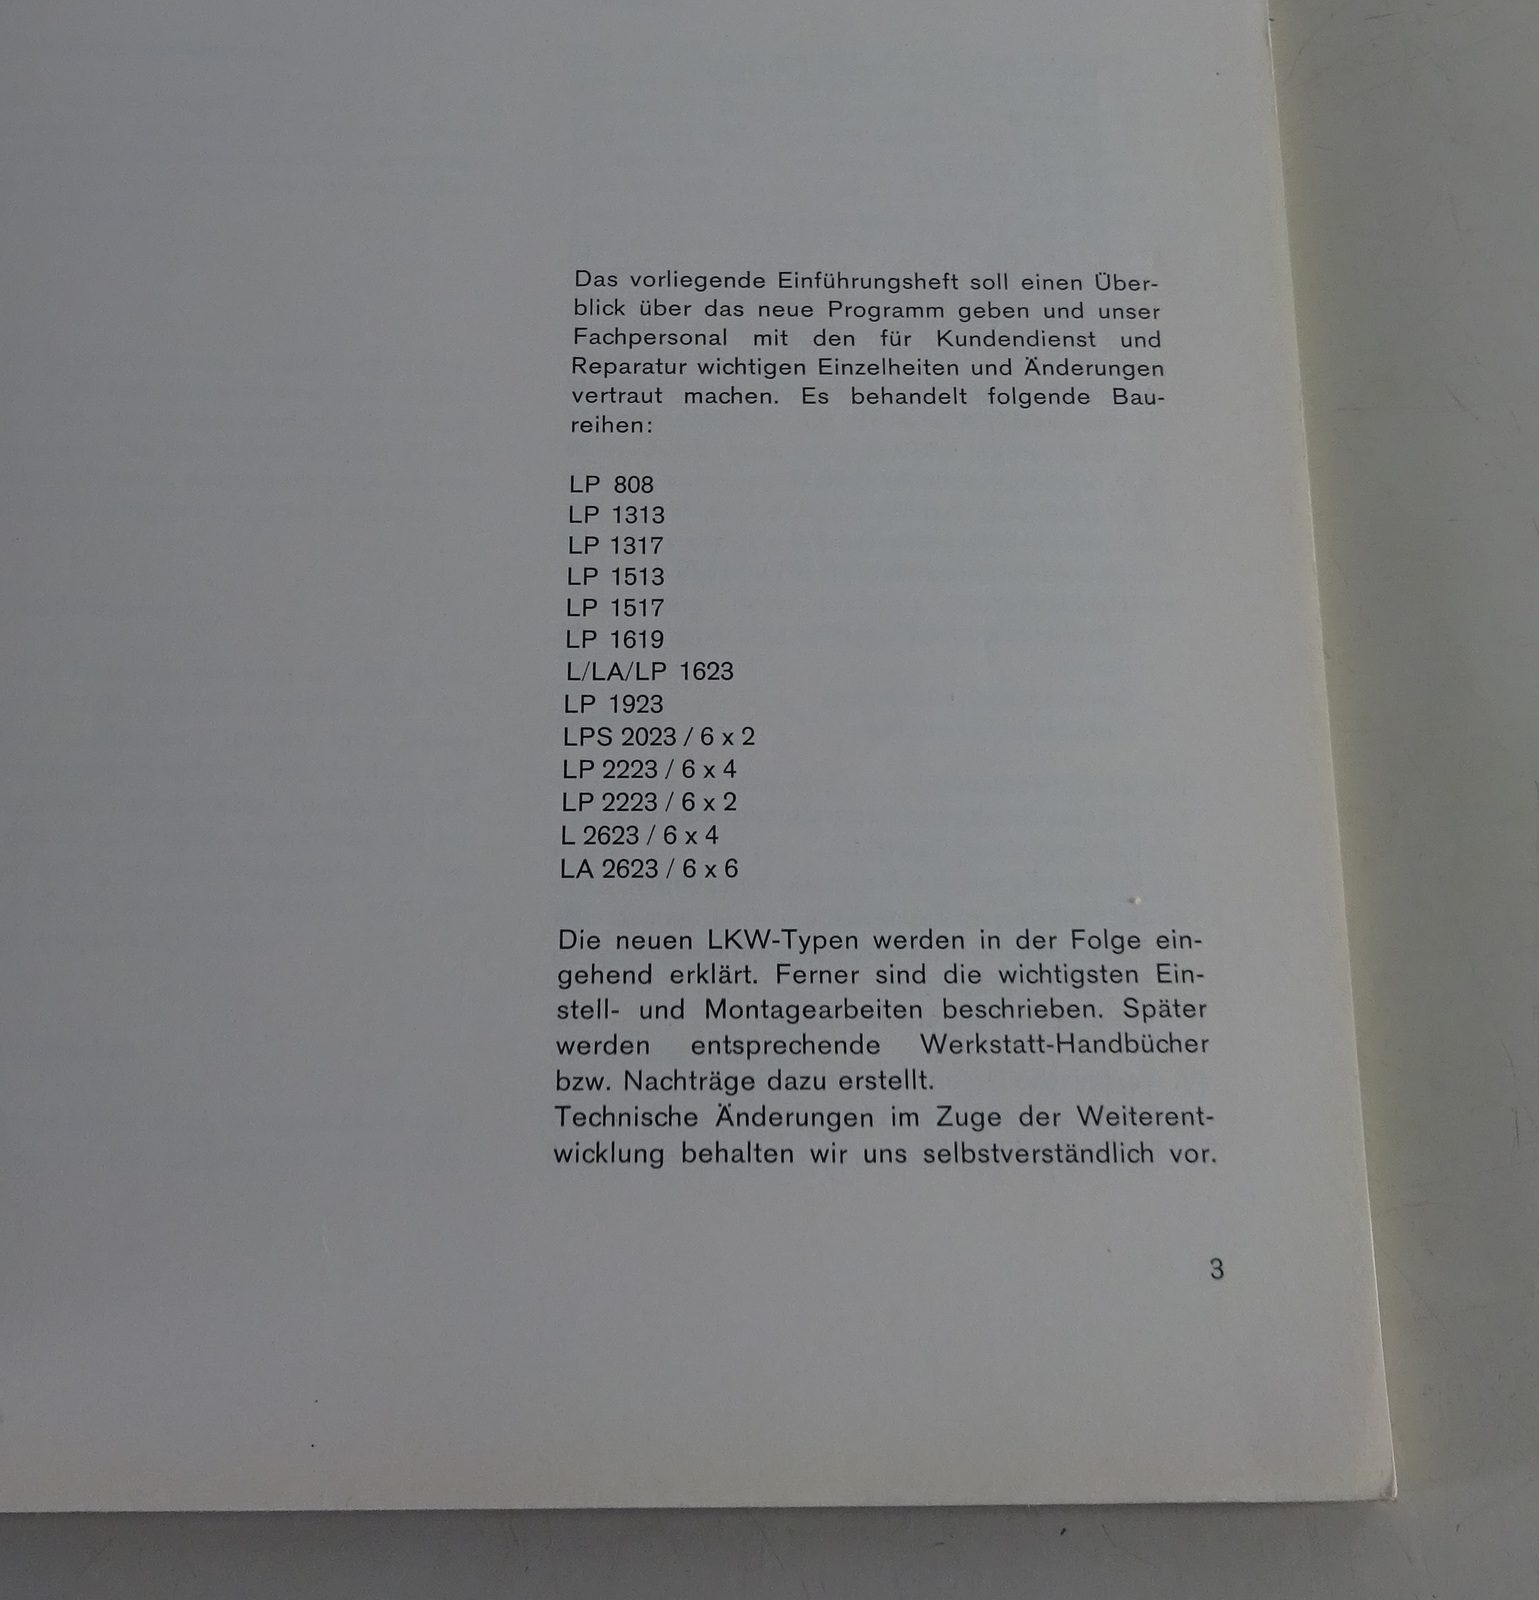 Das vorliegende Einführungsheft soll einen Über-
blick über das neue Programm geben und unser
Fachpersonal mit den für Kundendienst und
Reparatur wichtigen Einzelheiten und Änderungen
vertraut machen. Es behandelt folgende Bau-
reihen:
LP 808
LP 1313
LP 1317
LP 1513
LP 1517
LP 1619
L/LA/LP 1623
LP 1923
LPS 2023 / 6 x 2
LP 2223 / 6 x 4
LP 2223 / 6 x 2
L 2623 / 6 x 4
LA 2623 / 6 x 6
Die neuen LKW-Typen werden in der Folge ein-
gehend erklärt. Ferner sind die wichtigsten Ein-
stell- und Montagearbeiten beschrieben. Später
werden entsprechende Werkstatt-Handbücher
bzw. Nachträge dazu erstellt.
Technische Änderungen im Zuge der Weiterent-
wicklung behalten wir uns selbstverständlich vor.
3